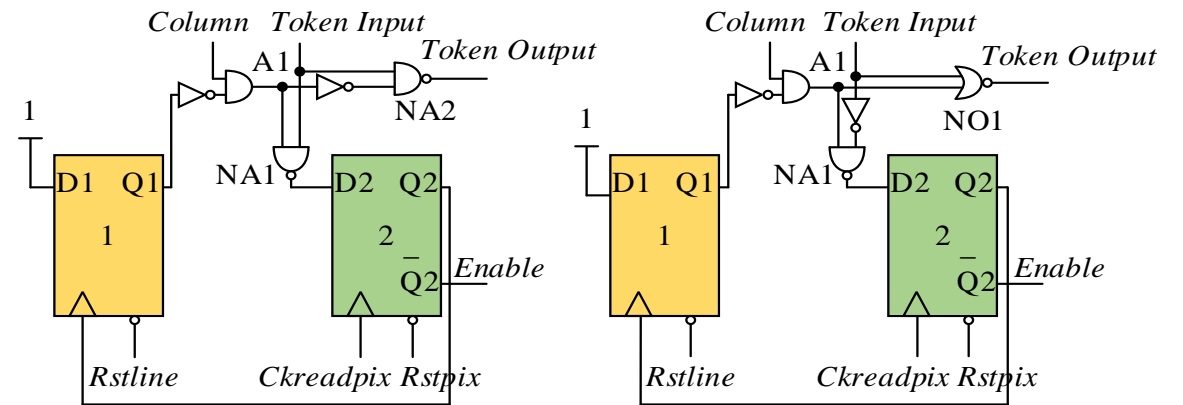 Column Token Input
Token Output
A1
NA2
1
NA1
D1 Q1
D2 Q2
1
2
Q̅2
Enable
Rstline
Ckreadpix Rstpix
Column Token Input
Token Output
A1
NO1
1
NA1
D1 Q1
D2 Q2
1
2
Q̅2
Enable
Rstline
Ckreadpix Rstpix